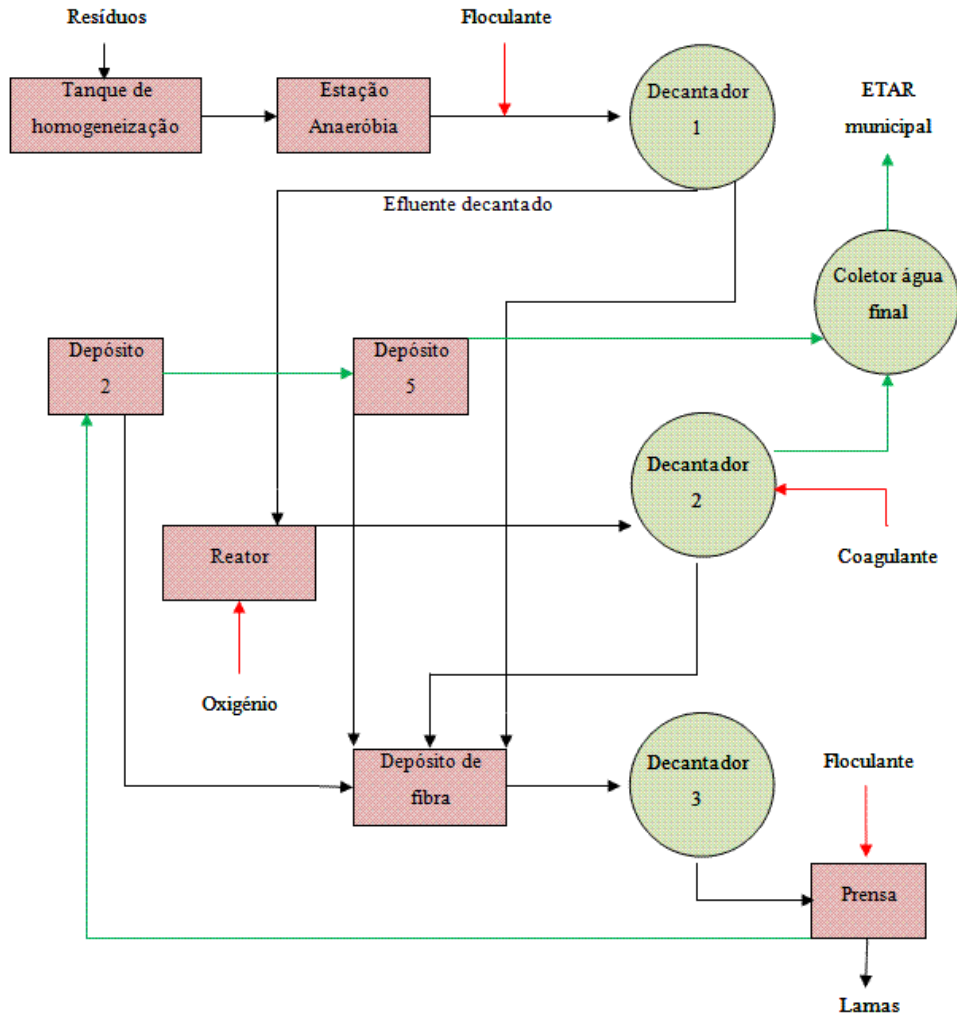 Resíduos
Floculante
Tanque de
homogeneização
Estação
Anaeróbia
Decantador
1
ETAR
municipal
Efluente decantado
Coletor água
final
Depósito
2
Depósito
5
Decantador
2
Reator
Coagulante
Oxigénio
Depósito de
fibra
Decantador
3
Floculante
Prensa
Lamas